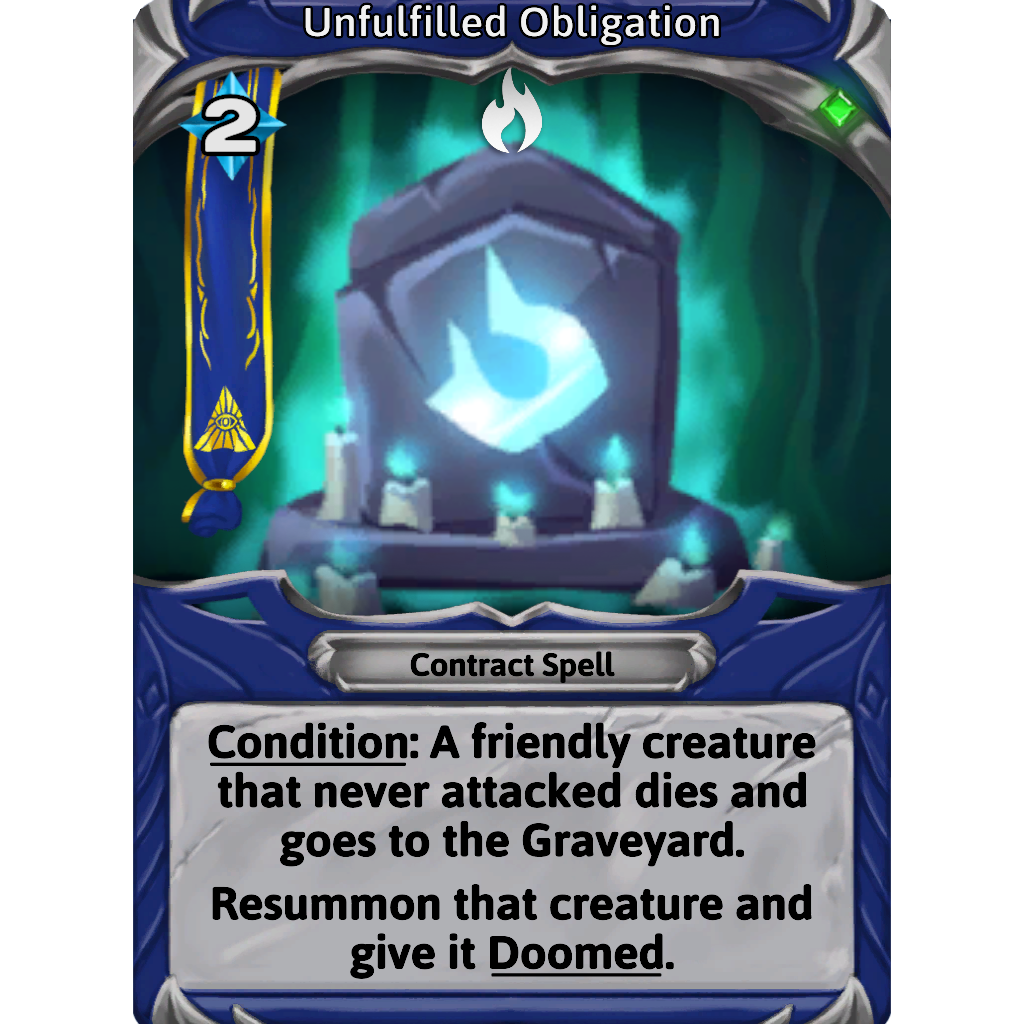 Unfulfilled Obligation
2
Contract Spell
Condition: A friendly creature
that never attacked dies and
goes to the Graveyard.
Resummon that creature and
give it Doomed.